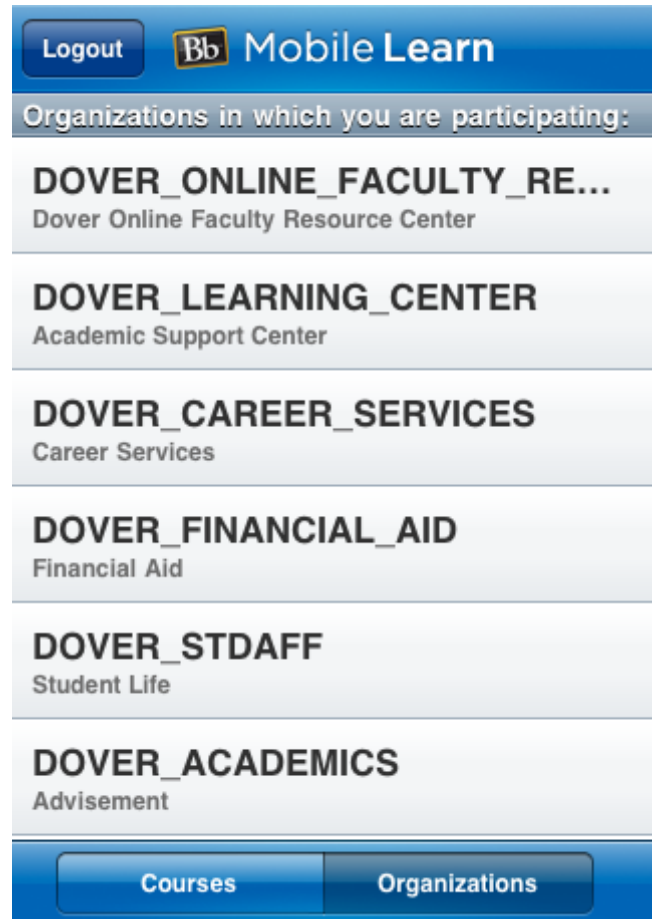 Logout Bb Mobile Learn
Organizations in which you are participating:
DOVER_ONLINE_FACULTY_RE...
Dover Online Faculty Resource Center
DOVER_LEARNING_CENTER
Academic Support Center
DOVER_CAREER_SERVICES
Career Services
DOVER_FINANCIAL_AID
Financial Aid
DOVER_STDAFF
Student Life
DOVER_ACADEMICS
Advisement
Courses Organizations